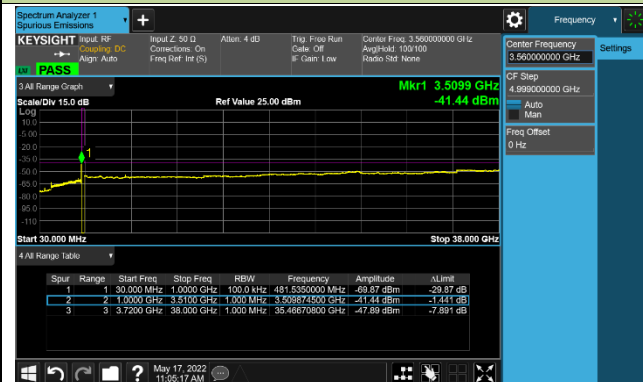 Spectrum Analyzer 1
Spurious Emissions
Frequency
KEYSIGHT
Input: RF
Coupling: DC
Align: Auto
Input Z: 50 Ω
Corrections: On
Freq Ref: Int (S)
Atten: 4 dB
Trig: Free Run
Gate: Off
IF Gain: Low
Center Freq: 3.560000000 GHz
Avg|Hold: 100/100
Radio Std: None
PASS
Center Frequency
3.560000000 GHz
Settings
CF Step
4.999000000 GHz
Auto
Man
Freq Offset
0 Hz
3 All Range Graph
Mkr1 3.5099 GHz
-41.44 dBm
Scale/Div 15.0 dB
Ref Value 25.00 dBm
Log
10.0
-5.00
-20.0
-35.0
-50.0
-65.0
-80.0
-95.0
-110
1
Start 30.000 MHz
Stop 38.000 GHz
4 All Range Table
Spur Range Start Freq Stop Freq RBW Frequency Amplitude ΔLimit
1 1 30.000 MHz 1.0000 GHz 100.0 kHz 481.5350000 MHz -69.87 dBm -29.87 dB
2 2 1.0000 GHz 3.5100 GHz 1.000 MHz 3.509874500 GHz -41.44 dBm -1.441 dB
3 3 3.7200 GHz 38.000 GHz 1.000 MHz 35.46670800 GHz -47.89 dBm -7.891 dB
May 17, 2022
11:05:17 AM